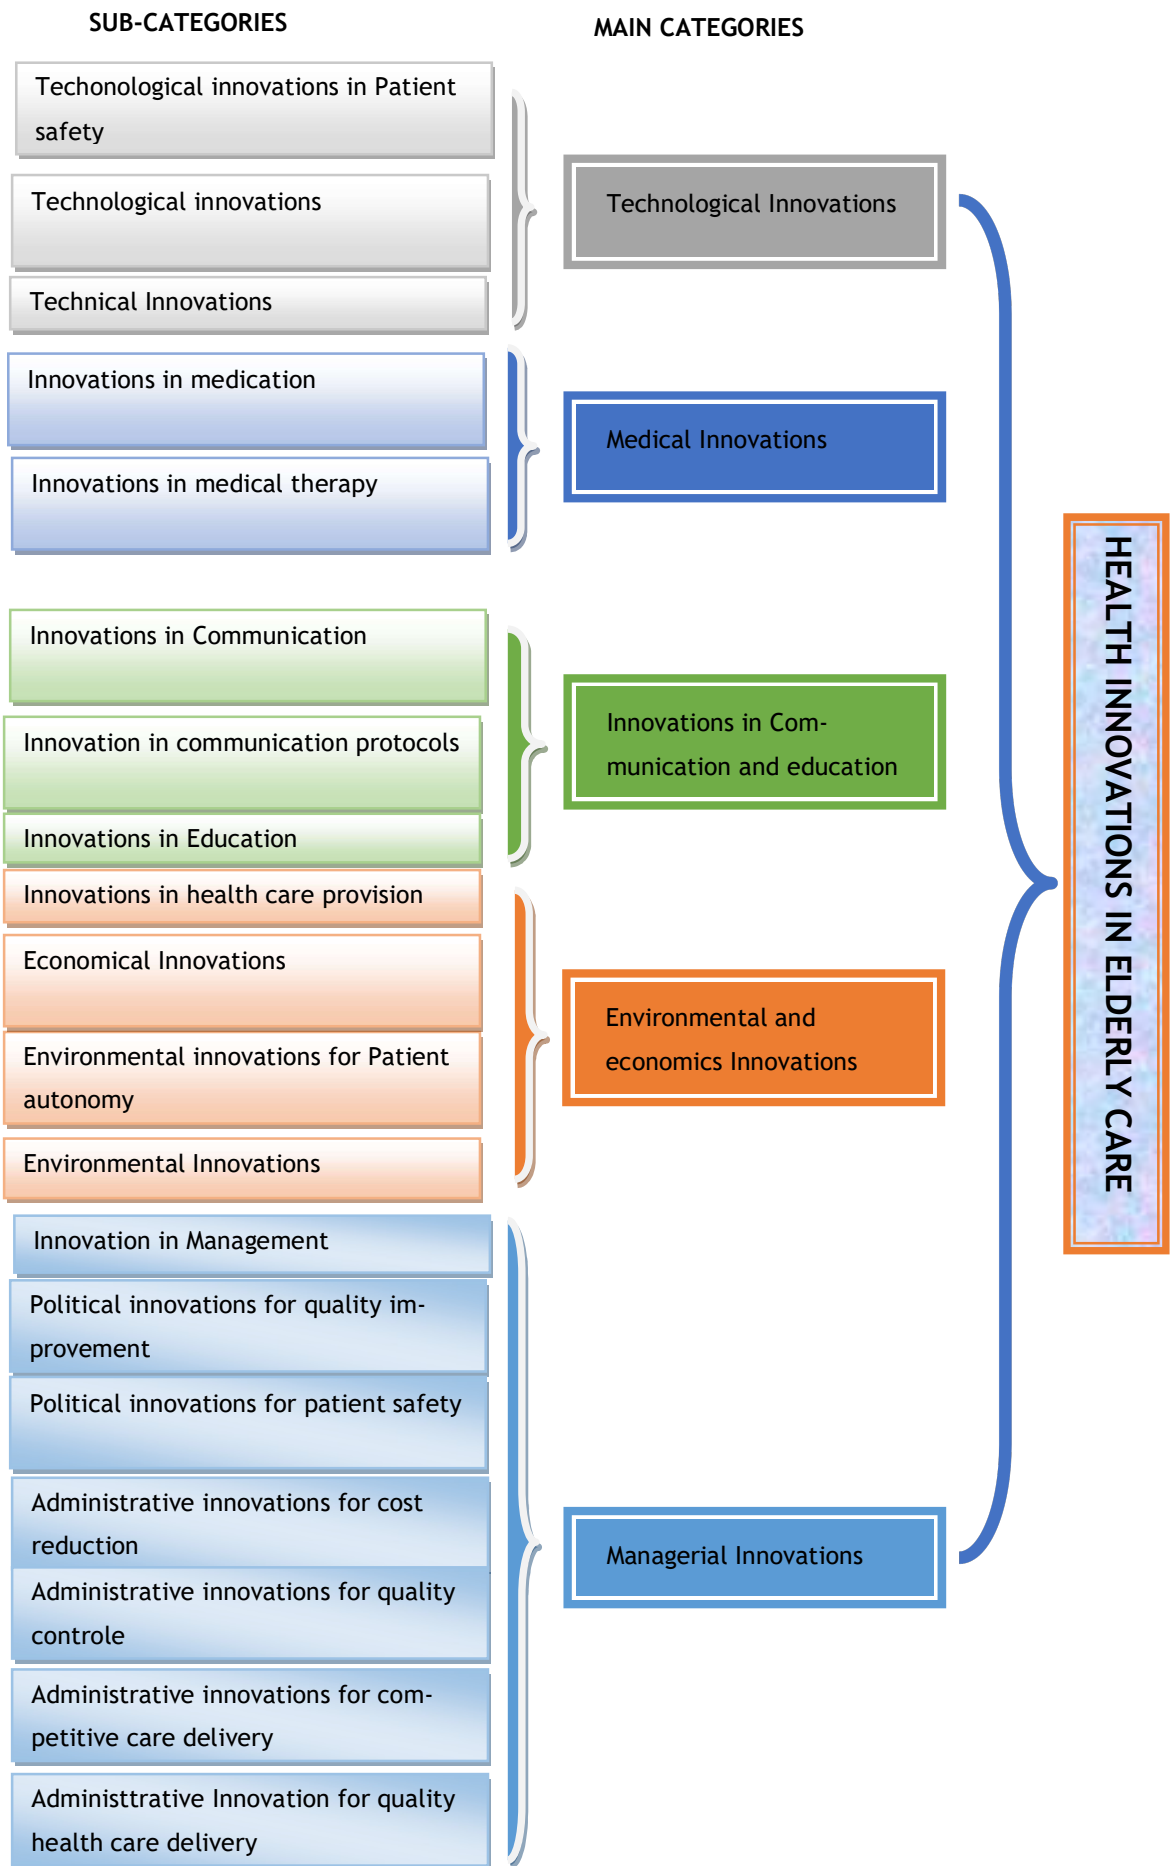 SUB-CATEGORIES
MAIN CATEGORIES
Techonological innovations in Patient
safety
Technological innovations
Technical Innovations
Technological Innovations
Innovations in medication
Innovations in medical therapy
Medical Innovations
Innovations in Communication
Innovation in communication protocols
Innovations in Education
Innovations in Com-
munication and education
Innovations in health care provision
Economical Innovations
Environmental innovations for Patient
autonomy
Environmental Innovations
Environmental and
economics Innovations
Innovation in Management
Political innovations for quality im-
provement
Political innovations for patient safety
Administrative innovations for cost
reduction
Administrative innovations for quality
controle
Administrative innovations for com-
petitive care delivery
Administtrative Innovation for quality
health care delivery
Managerial Innovations
HEALTH INNOVATIONS IN ELDERLY CARE